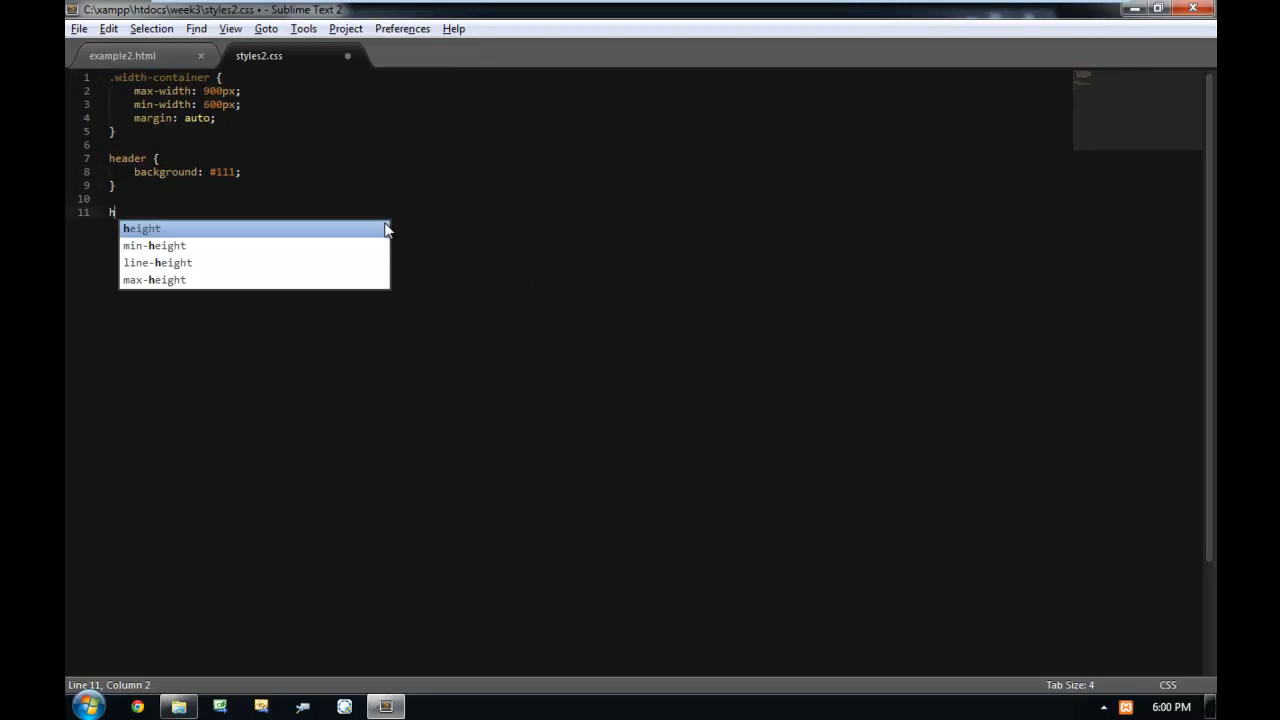 C:\xampp\htdocs\week3\styles2.css • - Sublime Text 2
File Edit Selection Find View Goto Tools Project Preferences Help
example2.html × styles2.css
1 .width-container {
2 max-width: 900px;
3 min-width: 600px;
4 margin: auto;
5 }
6
7 header {
8 background: #111;
9 }
10
11 h
height
min-height
line-height
max-height
Line 11, Column 2 Tab Size: 4 CSS
6:00 PM